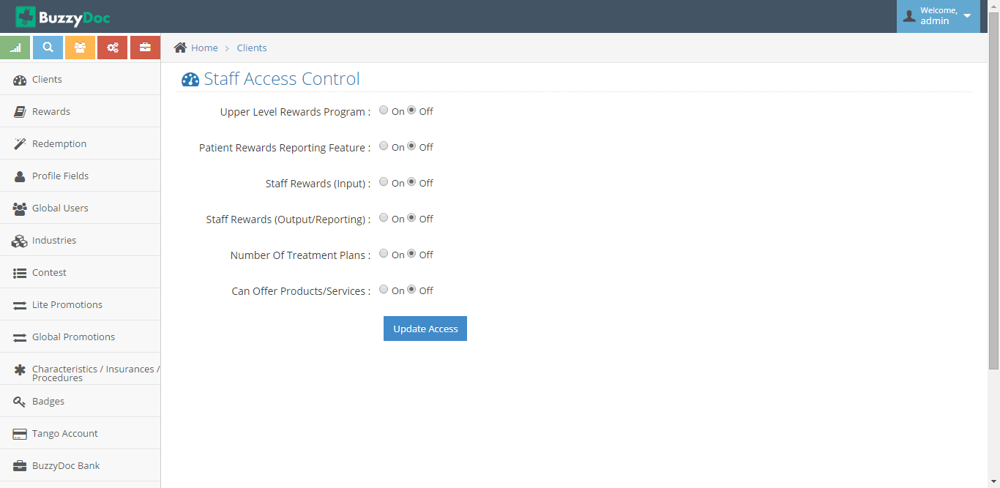 BuzzyDoc
Welcome,
admin
Home > Clients
Clients
Rewards
Redemption
Profile Fields
Global Users
Industries
Contest
Lite Promotions
Global Promotions
Characteristics / Insurances /
Procedures
Badges
Tango Account
BuzzyDoc Bank
Staff Access Control
Upper Level Rewards Program : On Off
Patient Rewards Reporting Feature : On Off
Staff Rewards (Input) : On Off
Staff Rewards (Output/Reporting) : On Off
Number Of Treatment Plans : On Off
Can Offer Products/Services : On Off
Update Access